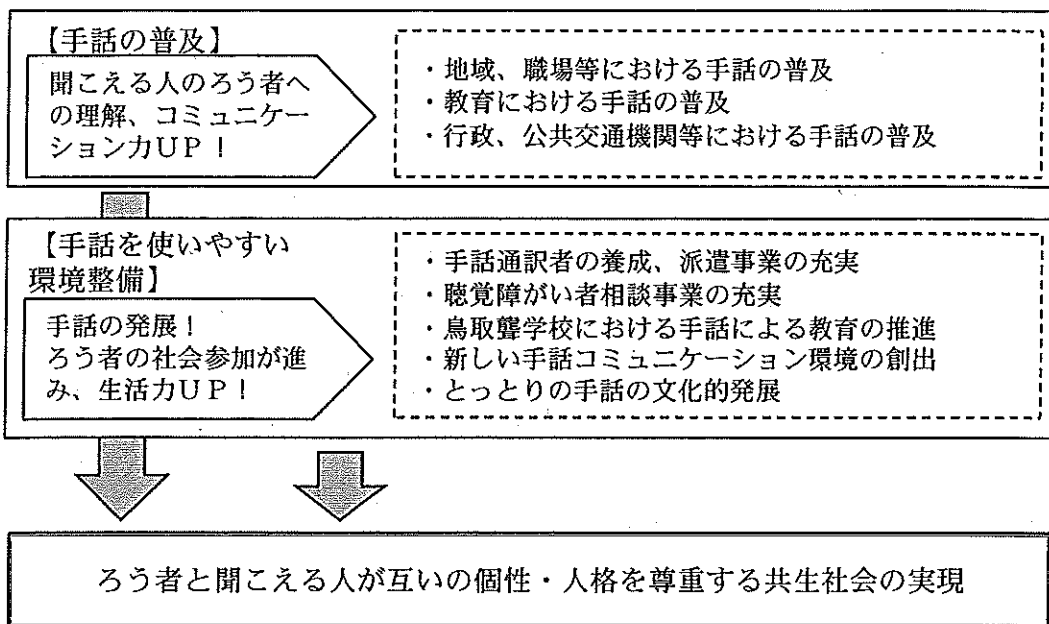 【手話の普及】
聞こえる人のろう者へ
の理解、コミュニケー
ション力UP！
・地域、職場等における手話の普及
・教育における手話の普及
・行政、公共交通機関等における手話の普及
【手話を使いやすい
環境整備】
手話の発展！
ろう者の社会参加が進
み、生活力UP！
・手話通訳者の養成、派遣事業の充実
・聴覚障がい者相談事業の充実
・鳥取聾学校における手話による教育の推進
・新しい手話コミュニケーション環境の創出
・とっとりの手話の文化的発展
ろう者と聞こえる人が互いの個性・人格を尊重する共生社会の実現